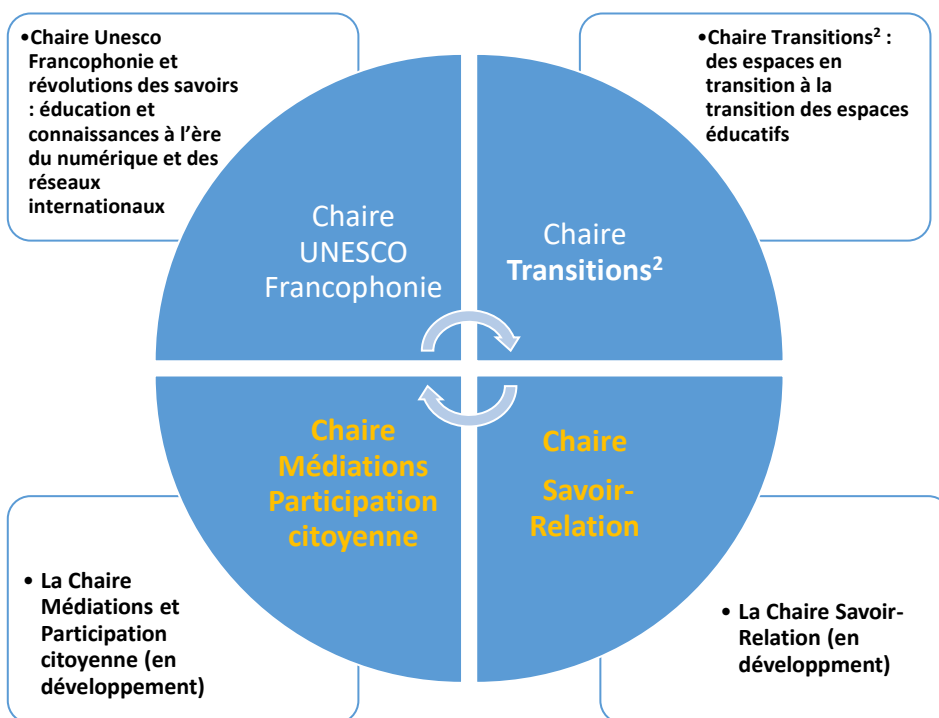 •Chaire Unesco
Francophonie et
révolutions des savoirs
: éducation et
connaissances à l’ère
du numérique et des
réseaux
internationaux
•Chaire Transitions² :
des espaces en
transition à la
transition des espaces
éducatifs
Chaire
UNESCO
Francophonie
Chaire
Transitions²
Chaire
Médiations
Participation
citoyenne
Chaire
Savoir-
Relation
• La Chaire
Médiations et
Participation
citoyenne (en
développement)
• La Chaire Savoir-
Relation (en
développment)